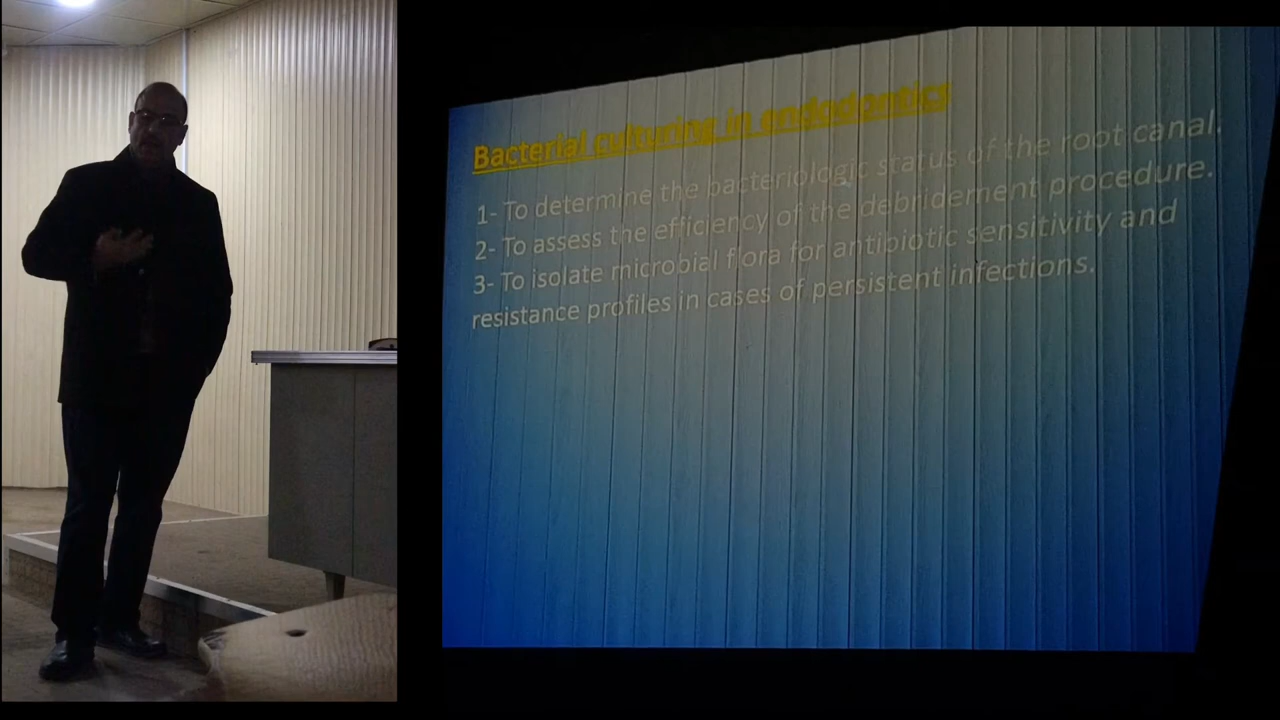 Bacterial culturing in endodontics
1- To determine the bacteriologic status of the root canal.
2- To assess the efficiency of the debridement procedure.
3- To isolate microbial flora for antibiotic sensitivity and
resistance profiles in cases of persistent infections.